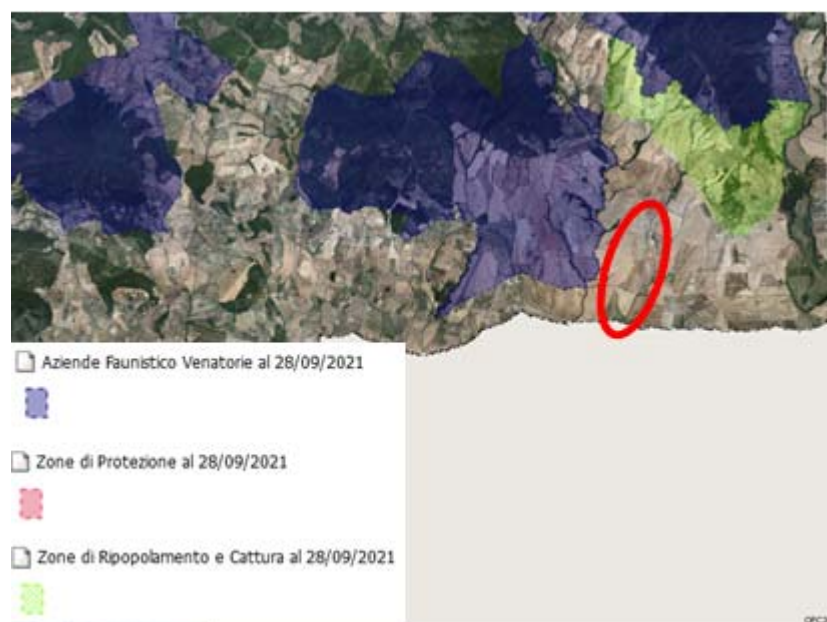 Aziende Faunistico Venatorie al 28/09/2021
Zone di Protezione al 28/09/2021
Zone di Ripopolamento e Cattura al 28/09/2021